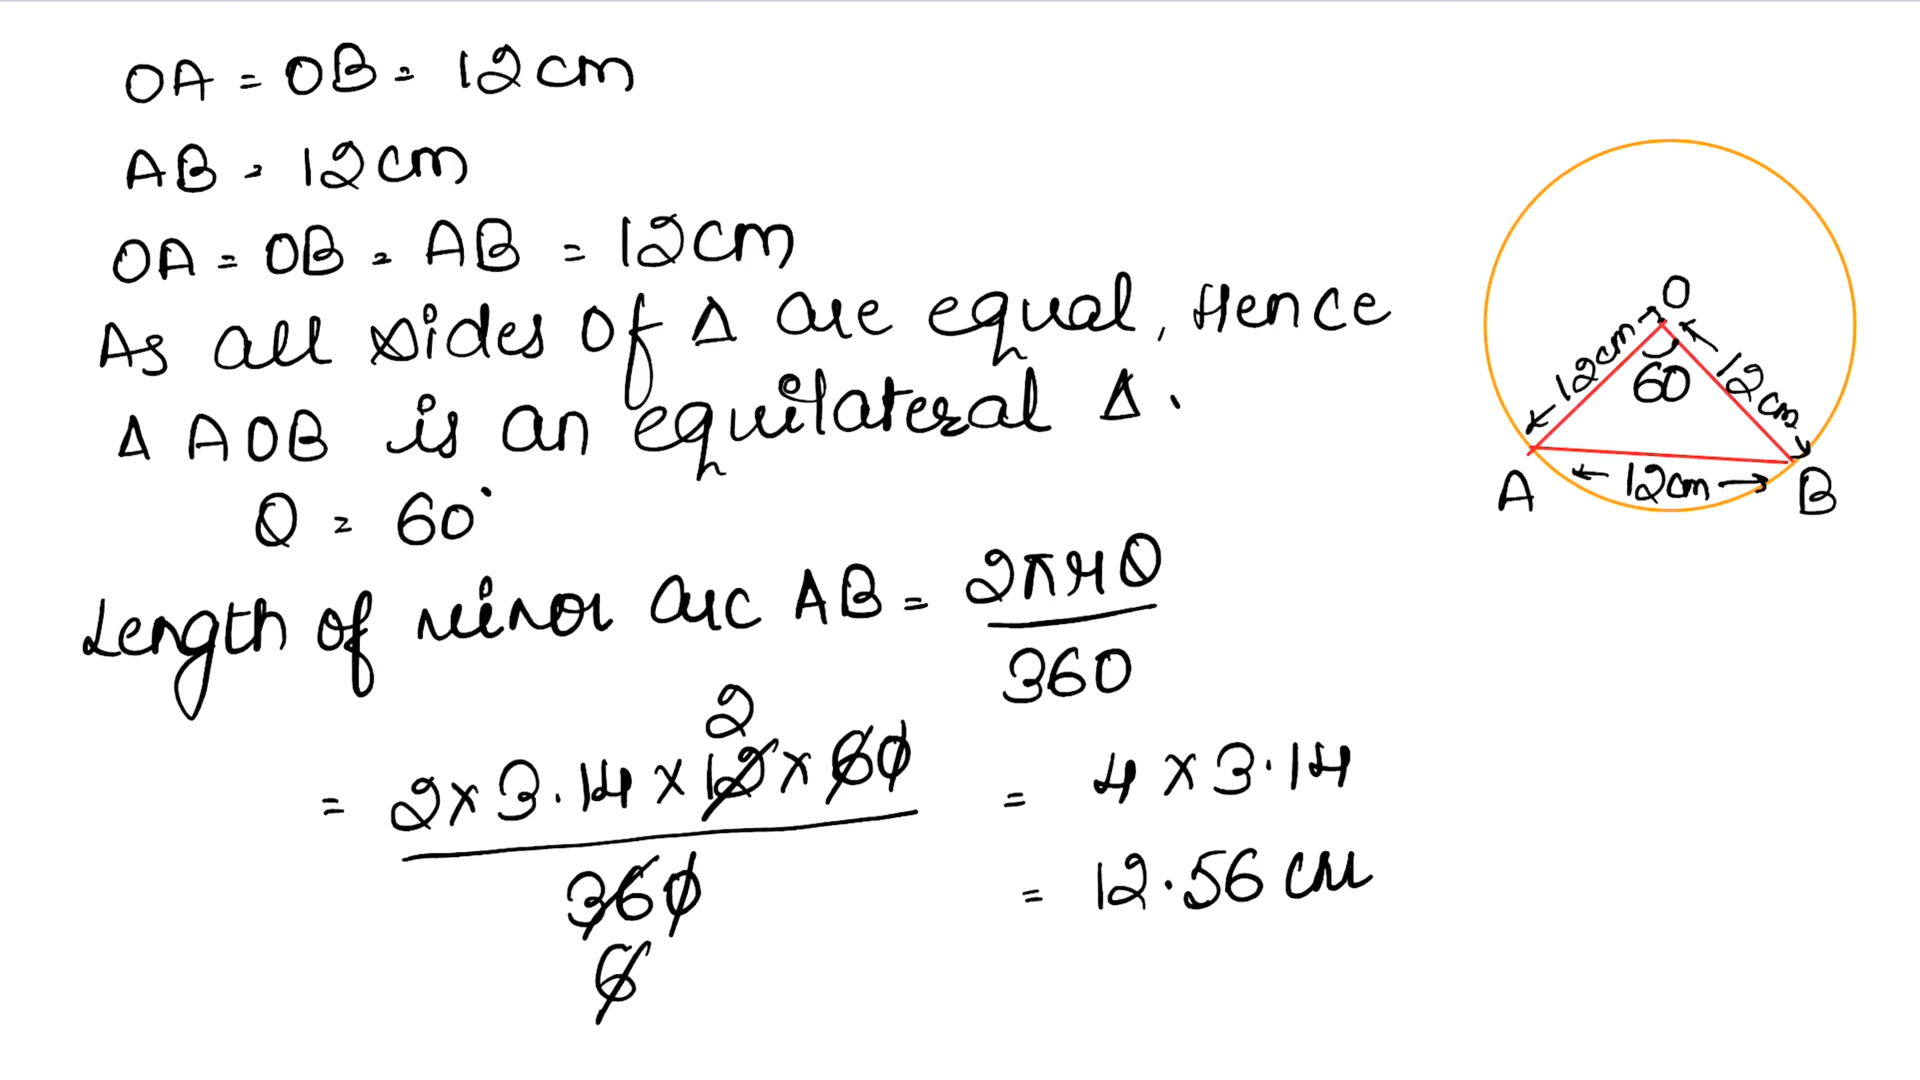 OA = OB = 12cm
AB = 12cm
OA = OB = AB = 12cm
As all sides of Δ are equal, Hence
Δ AOB is an equilateral Δ.
θ = 60°
Length of minor arc AB = 2πrθ
360
= 2 x 3.14 x 12 x 60
2
360
6
= 4 x 3.14
= 12.56 cm
O
12cm
60
12cm
A
12cm
B